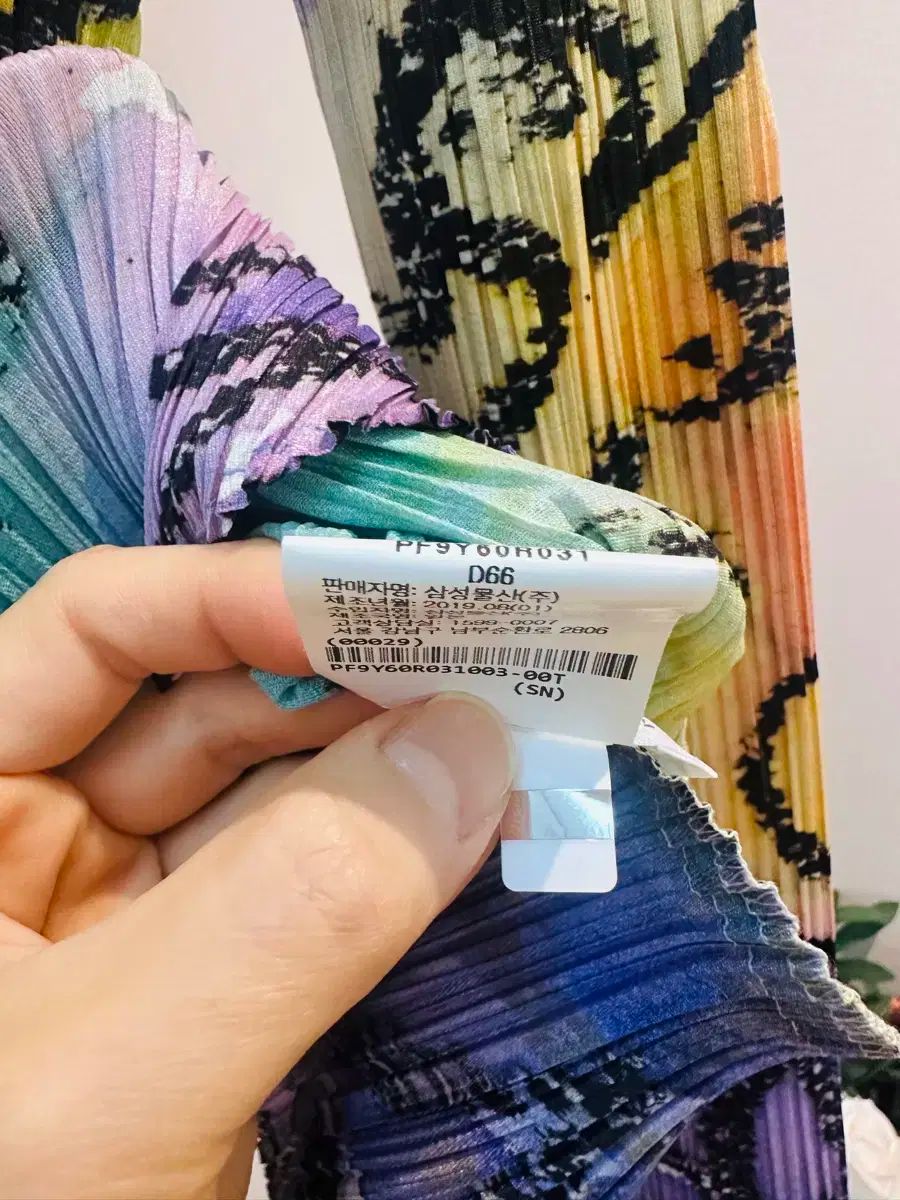 PF9Y60R031
D66
판매자명: 삼성물산(주)
제조년월: 2019.08(01)
고객상담실: 1599-0007
서울 강남구 남부순환로 2806
(00029)
PF9Y60R031003-00T
(SN)